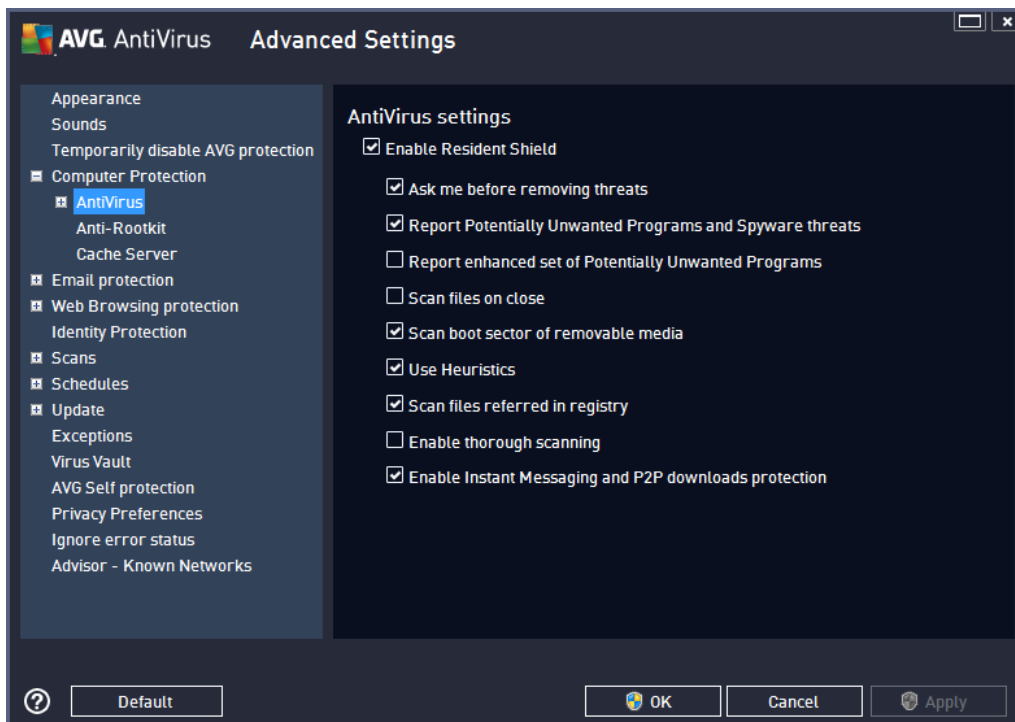 AVG AntiVirus Advanced Settings
Appearance
Sounds
Temporarily disable AVG protection
Computer Protection
AntiVirus
Anti-Rootkit
Cache Server
Email protection
Web Browsing protection
Identity Protection
Scans
Schedules
Update
Exceptions
Virus Vault
AVG Self protection
Privacy Preferences
Ignore error status
Advisor - Known Networks
AntiVirus settings
Enable Resident Shield
Ask me before removing threats
Report Potentially Unwanted Programs and Spyware threats
Report enhanced set of Potentially Unwanted Programs
Scan files on close
Scan boot sector of removable media
Use Heuristics
Scan files referred in registry
Enable thorough scanning
Enable Instant Messaging and P2P downloads protection
? Default OK Cancel Apply